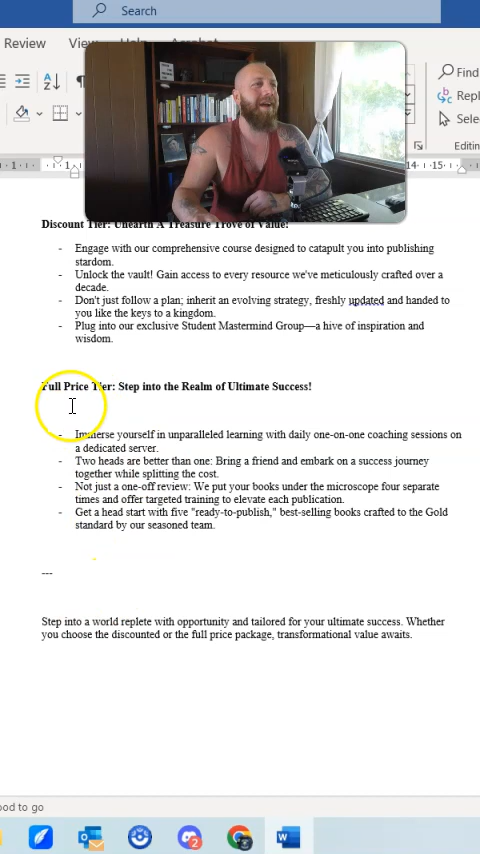 Search
Review View Help Acrobat
Find
Repl
Sele
Editin
Discount Tier: Unearth A Treasure Trove of Value!
- Engage with our comprehensive course designed to catapult you into publishing
stardom.
- Unlock the vault! Gain access to every resource we've meticulously crafted over a
decade.
- Don't just follow a plan; inherit an evolving strategy, freshly updated and handed to
you like the keys to a kingdom.
- Plug into our exclusive Student Mastermind Group—a hive of inspiration and
wisdom.
Full Price Tier: Step into the Realm of Ultimate Success!
- Immerse yourself in unparalleled learning with daily one-on-one coaching sessions on
a dedicated server.
- Two heads are better than one: Bring a friend and embark on a success journey
together while splitting the cost.
- Not just a one-off review: We put your books under the microscope four separate
times and offer targeted training to elevate each publication.
- Get a head start with five "ready-to-publish," best-selling books crafted to the Gold
standard by our seasoned team.
---
Step into a world replete with opportunity and tailored for your ultimate success. Whether
you choose the discounted or the full price package, transformational value awaits.
ood to go